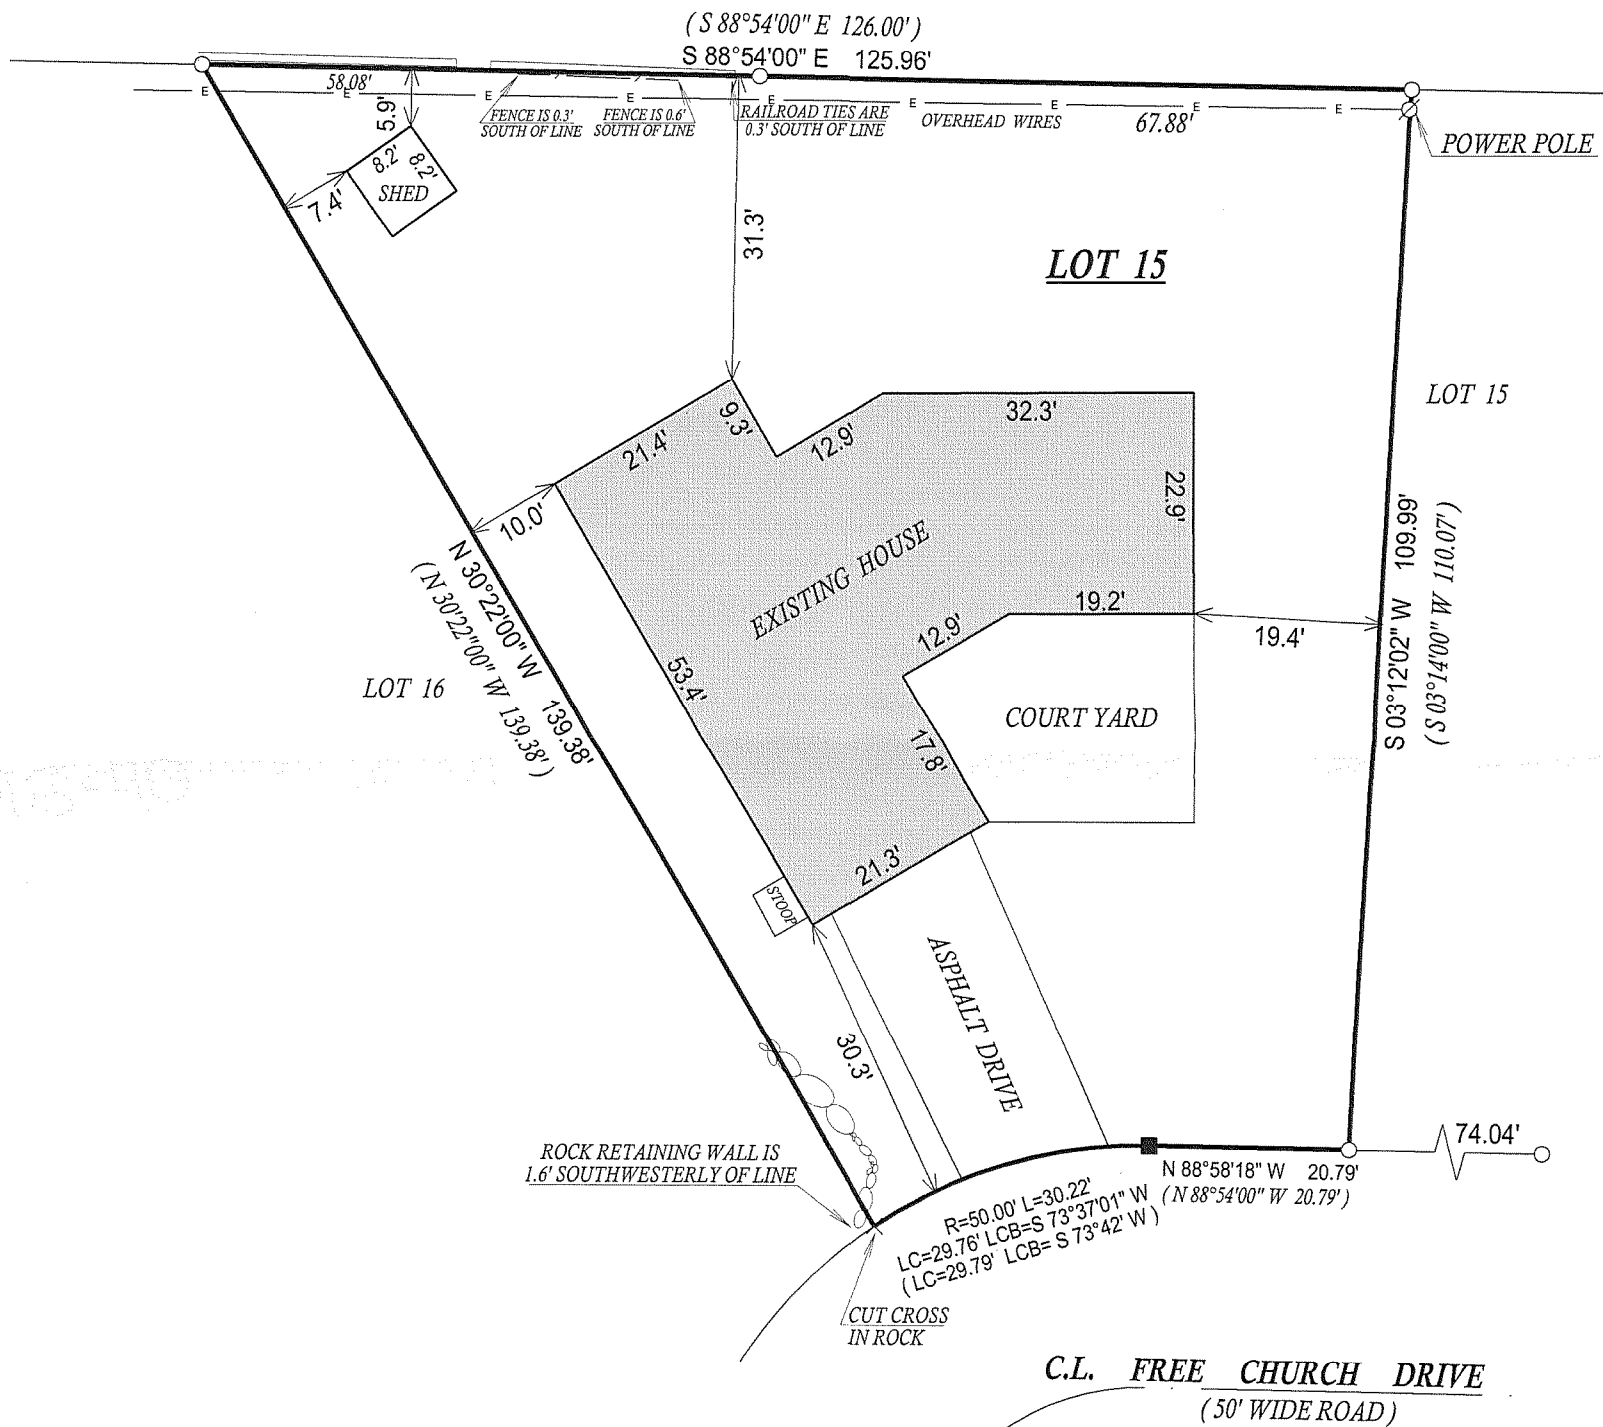 ( S 88°54'00" E 126.00' )
S 88°54'00" E 125.96'
58.08'
E E E E E E E E E
5.9'
FENCE IS 0.3'
SOUTH OF LINE
FENCE IS 0.6'
SOUTH OF LINE
RAILROAD TIES ARE
0.3' SOUTH OF LINE
OVERHEAD WIRES
67.88'
POWER POLE
8.2'
8.2'
SHED
7.4'
31.3'
LOT 15
LOT 15
9.3'
12.9'
32.3'
21.4'
22.9'
10.0'
EXISTING HOUSE
N 30°22'00" W 139.38'
( N 30'22"00" W 139.38' )
S 03°12'02" W 109.99'
( S 03°14'00" W 110.07' )
19.2'
12.9'
19.4'
53.4'
LOT 16
COURT YARD
17.8'
21.3'
STOOP
ASPHALT DRIVE
30.3'
74.04'
ROCK RETAINING WALL IS
1.6' SOUTHWESTERLY OF LINE
N 88°58'18" W 20.79'
( N 88°54'00" W 20.79' )
R=50.00' L=30.22'
LC=29.76' LCB=S 73°37'01" W
( LC=29.79' LCB= S 73°42' W )
CUT CROSS
IN ROCK
C.L. FREE CHURCH DRIVE
( 50' WIDE ROAD )